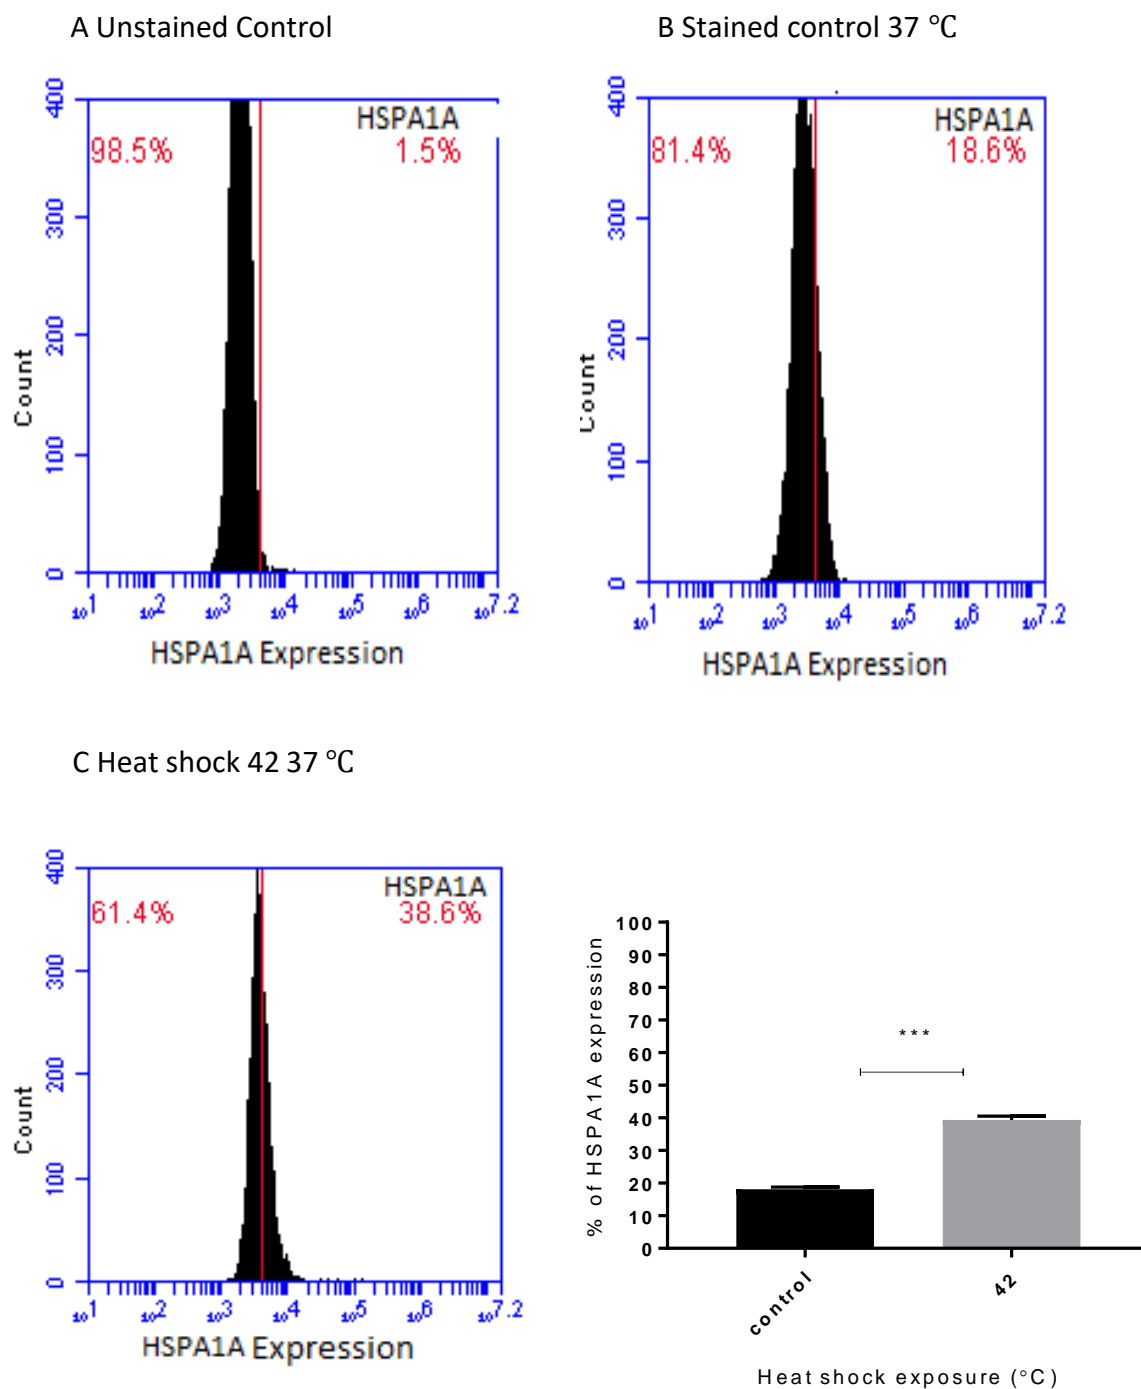 A Unstained Control
400
300
200
100
0
Count
HSPA1A
98.5%
1.5%
10^1 10^2 10^3 10^4 10^5 10^6 10^7.2
HSPA1A Expression
B Stained control 37 °C
400
300
200
100
0
Count
HSPA1A
81.4%
18.6%
10^1 10^2 10^3 10^4 10^5 10^6 10^7.2
HSPA1A Expression
C Heat shock 42 37 °C
400
300
200
100
0
Count
HSPA1A
61.4%
38.6%
10^1 10^2 10^3 10^4 10^5 10^6 10^7.2
HSPA1A Expression
% of HSPA1A expression
100
90
80
70
60
50
40
30
20
10
0
***
control
42
Heat shock exposure (°C)